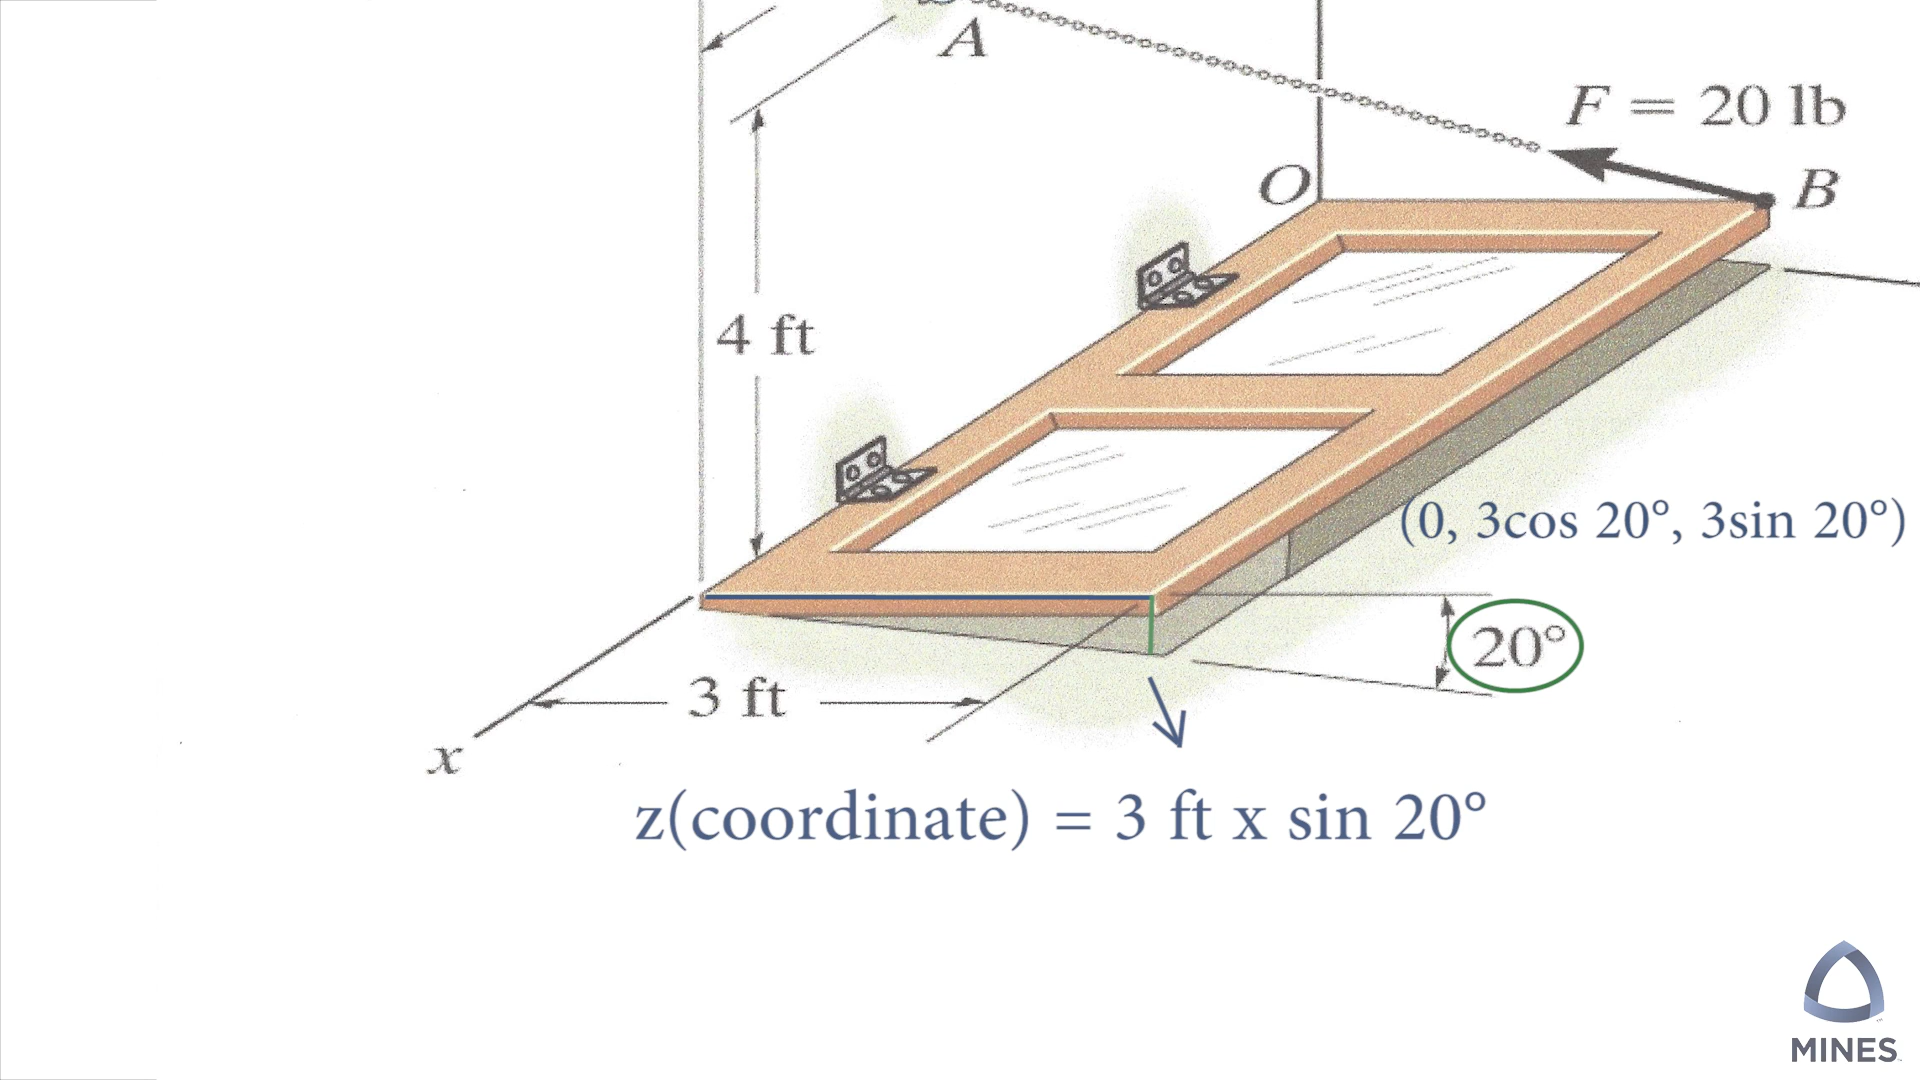 A
F = 20 lb
O
B
4 ft
(0, 3cos 20°, 3sin 20°)
20°
3 ft
x
z(coordinate) = 3 ft x sin 20°
MINES